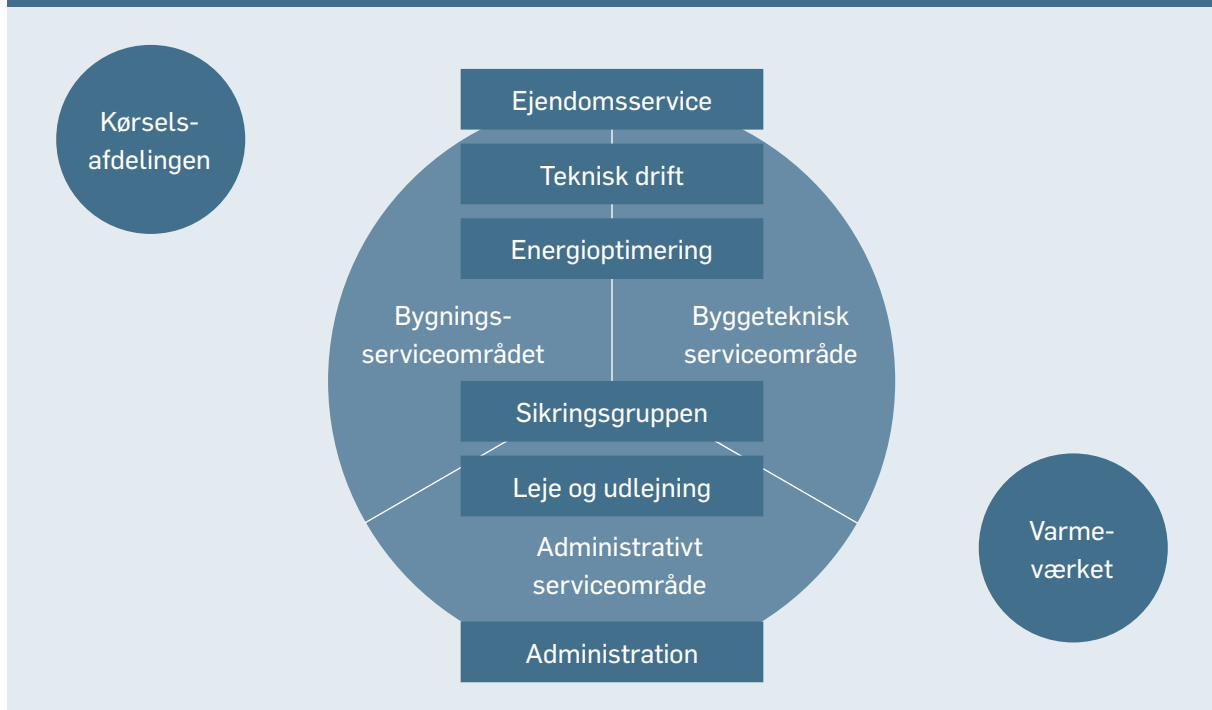 Kørsels-
afdelingen
Ejendomsservice
Teknisk drift
Energioptimering
Bygnings-
serviceområdet
Byggeteknisk
serviceområde
Sikringsgruppen
Leje og udlejning
Administrativt
serviceområde
Administration
Varme-
værket